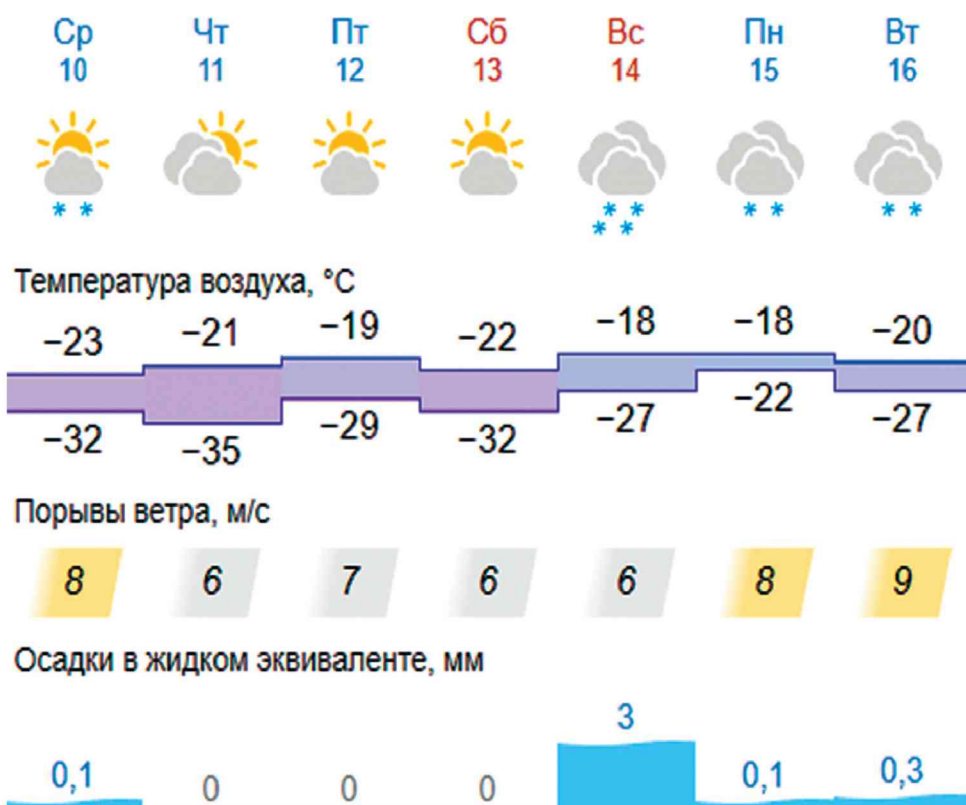 Ср Чт Пт Сб Вс Пн Вт
10 11 12 13 14 15 16
Температура воздуха, °C
−23 −21 −19 −22 −18 −18 −20
−32 −35 −29 −32 −27 −22 −27
Порывы ветра, м/с
8 6 7 6 6 8 9
Осадки в жидком эквиваленте, мм
0,1 0 0 0 3 0,1 0,3